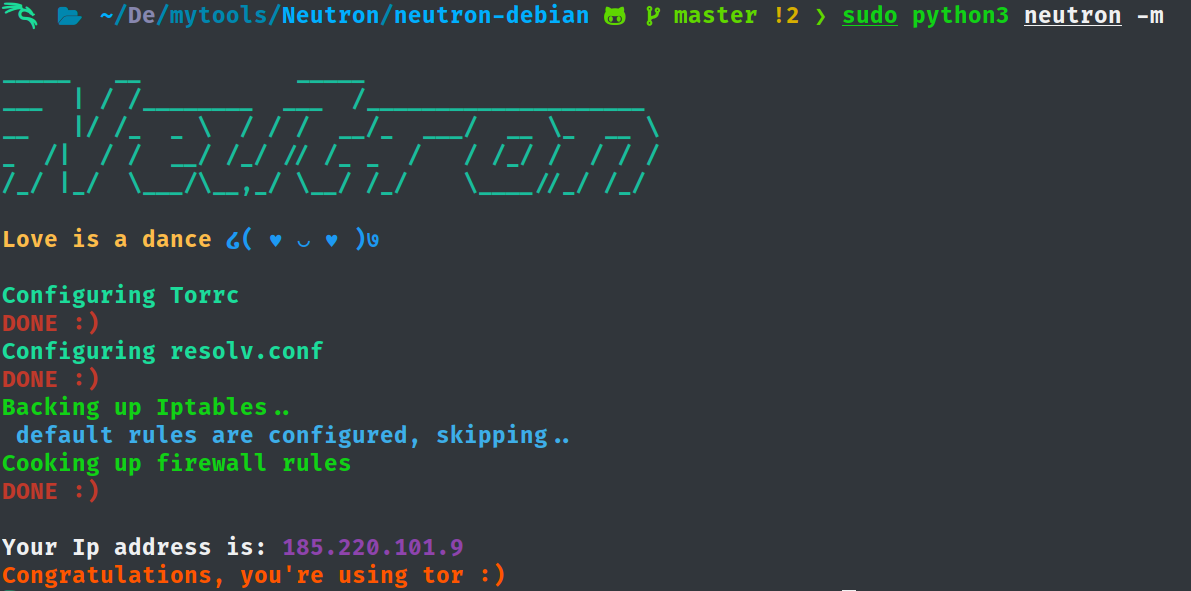 ~/De/mytools/Neutron/neutron-debian master !2 ❯ sudo python3 neutron -m
Neutron
Love is a dance ૮( ♥ ◡ ♥ )ง
Configuring Torrc
DONE :)
Configuring resolv.conf
DONE :)
Backing up Iptables..
default rules are configured, skipping..
Cooking up firewall rules
DONE :)
Your Ip address is: 185.220.101.9
Congratulations, you're using tor :)